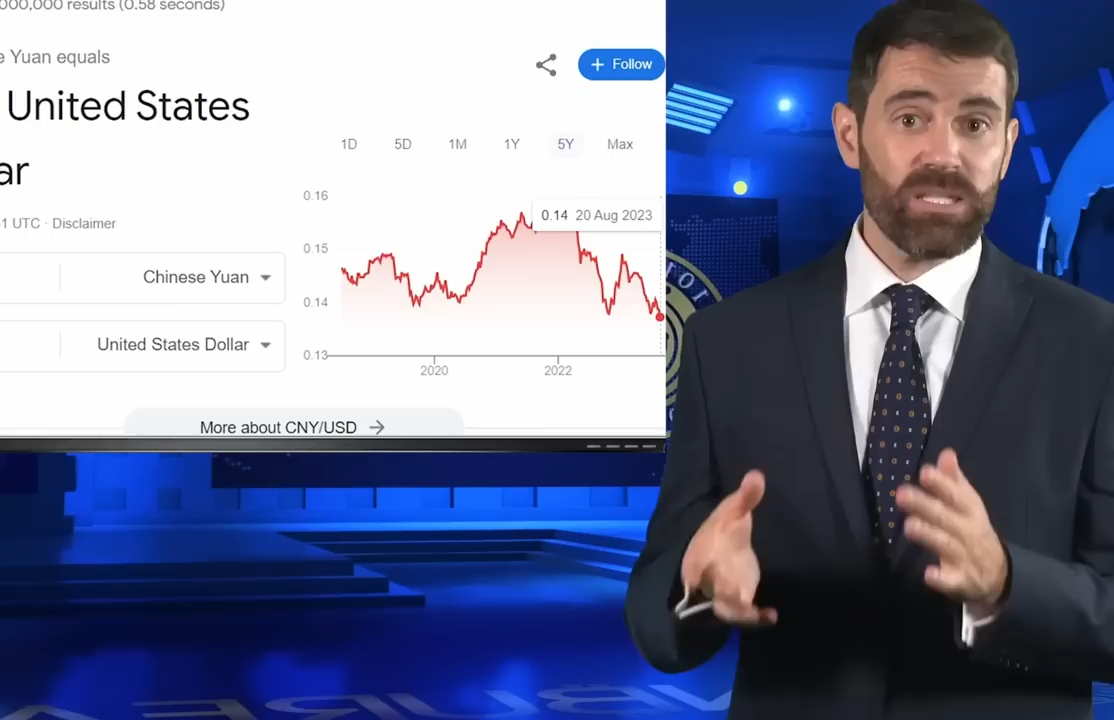 000,000 results (0.58 seconds)
e Yuan equals
Follow
United States
ar
1D 5D 1M 1Y 5Y Max
1 UTC · Disclaimer
0.16
0.14 20 Aug 2023
0.15
0.14
0.13
Chinese Yuan
United States Dollar
2020 2022
More about CNY/USD